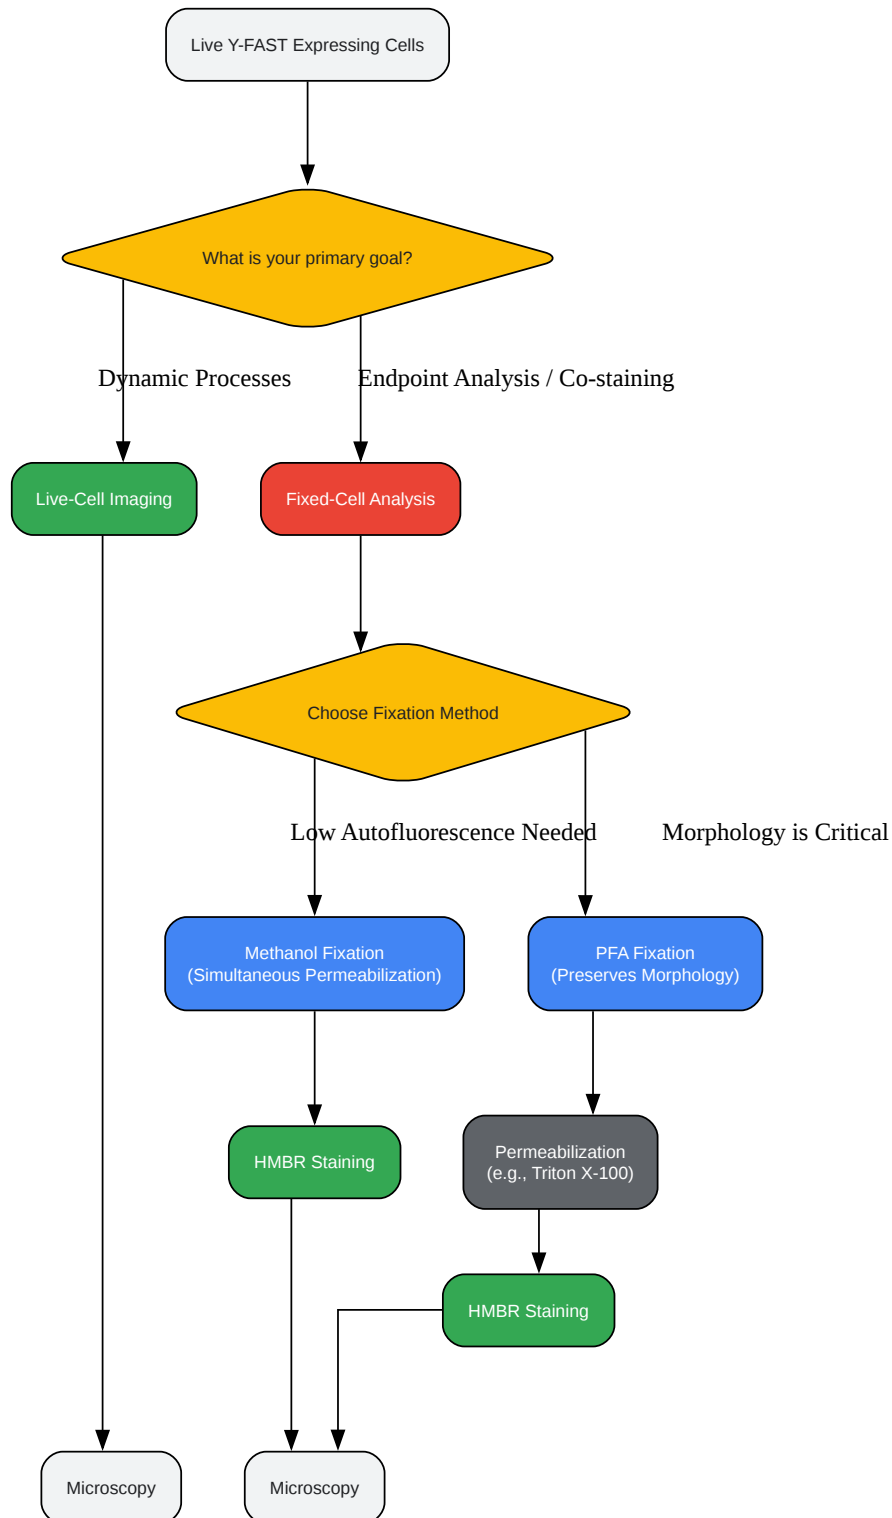 Live Y-FAST Expressing Cells
What is your primary goal?
Dynamic Processes
Endpoint Analysis / Co-staining
Live-Cell Imaging
Fixed-Cell Analysis
Choose Fixation Method
Low Autofluorescence Needed
Morphology is Critical
Methanol Fixation
(Simultaneous Permeabilization)
PFA Fixation
(Preserves Morphology)
Permeabilization
(e.g., Triton X-100)
HMBR Staining
HMBR Staining
Microscopy
Microscopy